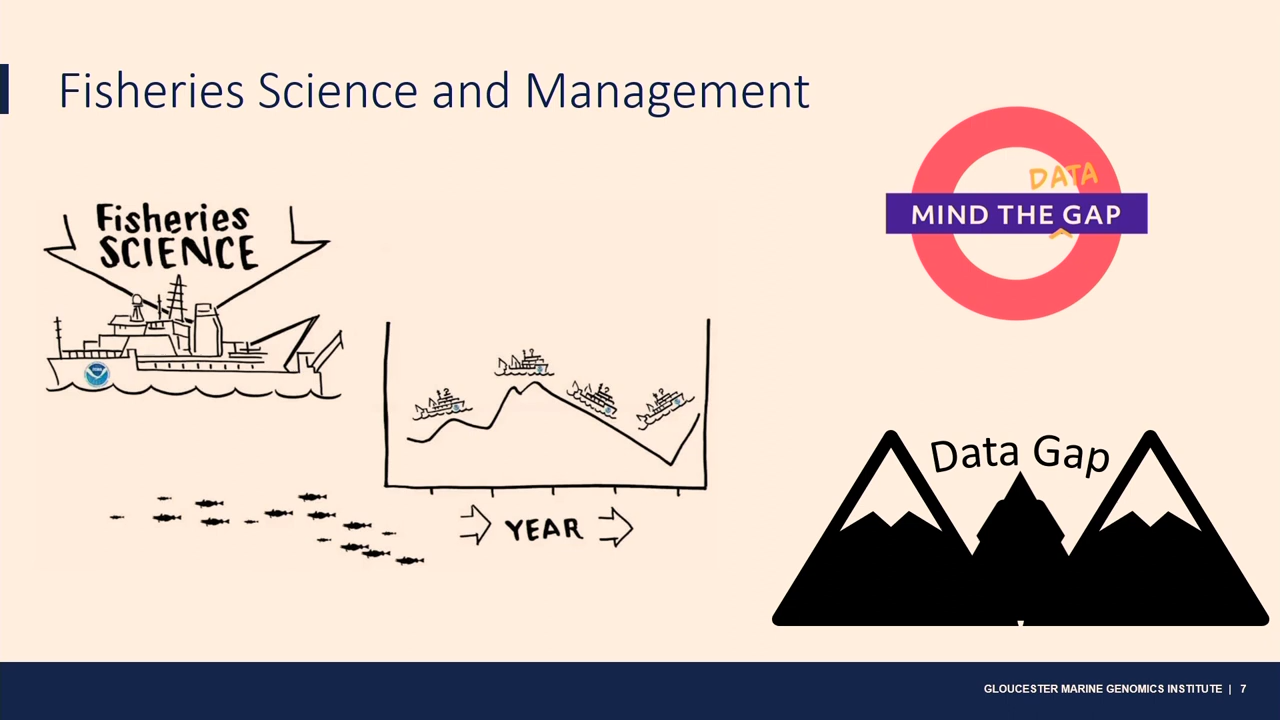 Fisheries Science and Management
Fisheries
SCIENCE
YEAR
DATA
MIND THE GAP
Data Gap
GLOUCESTER MARINE GENOMICS INSTITUTE | 7